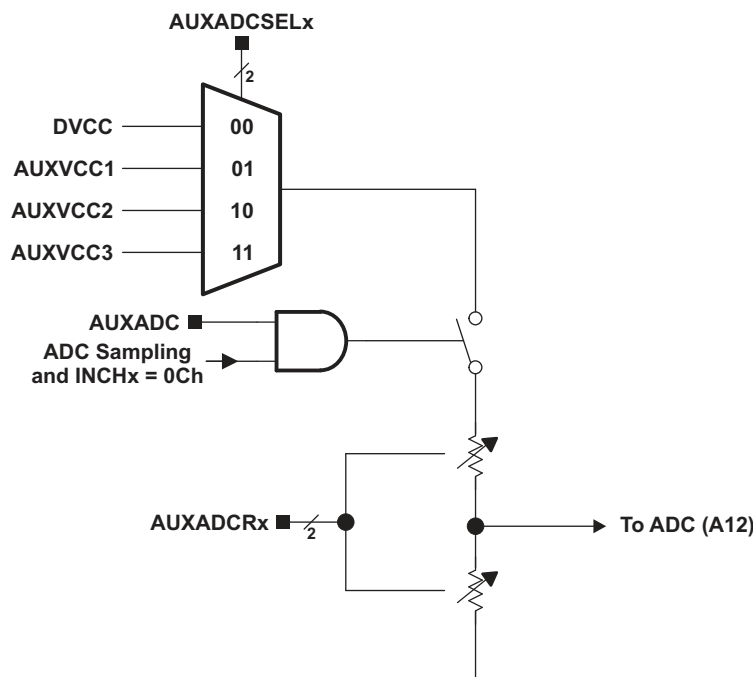 AUXADCSELx
2
DVCC
00
AUXVCC1
01
AUXVCC2
10
AUXVCC3
11
AUXADC
ADC Sampling
and INCHx = 0Ch
AUXADCRx
2
To ADC (A12)